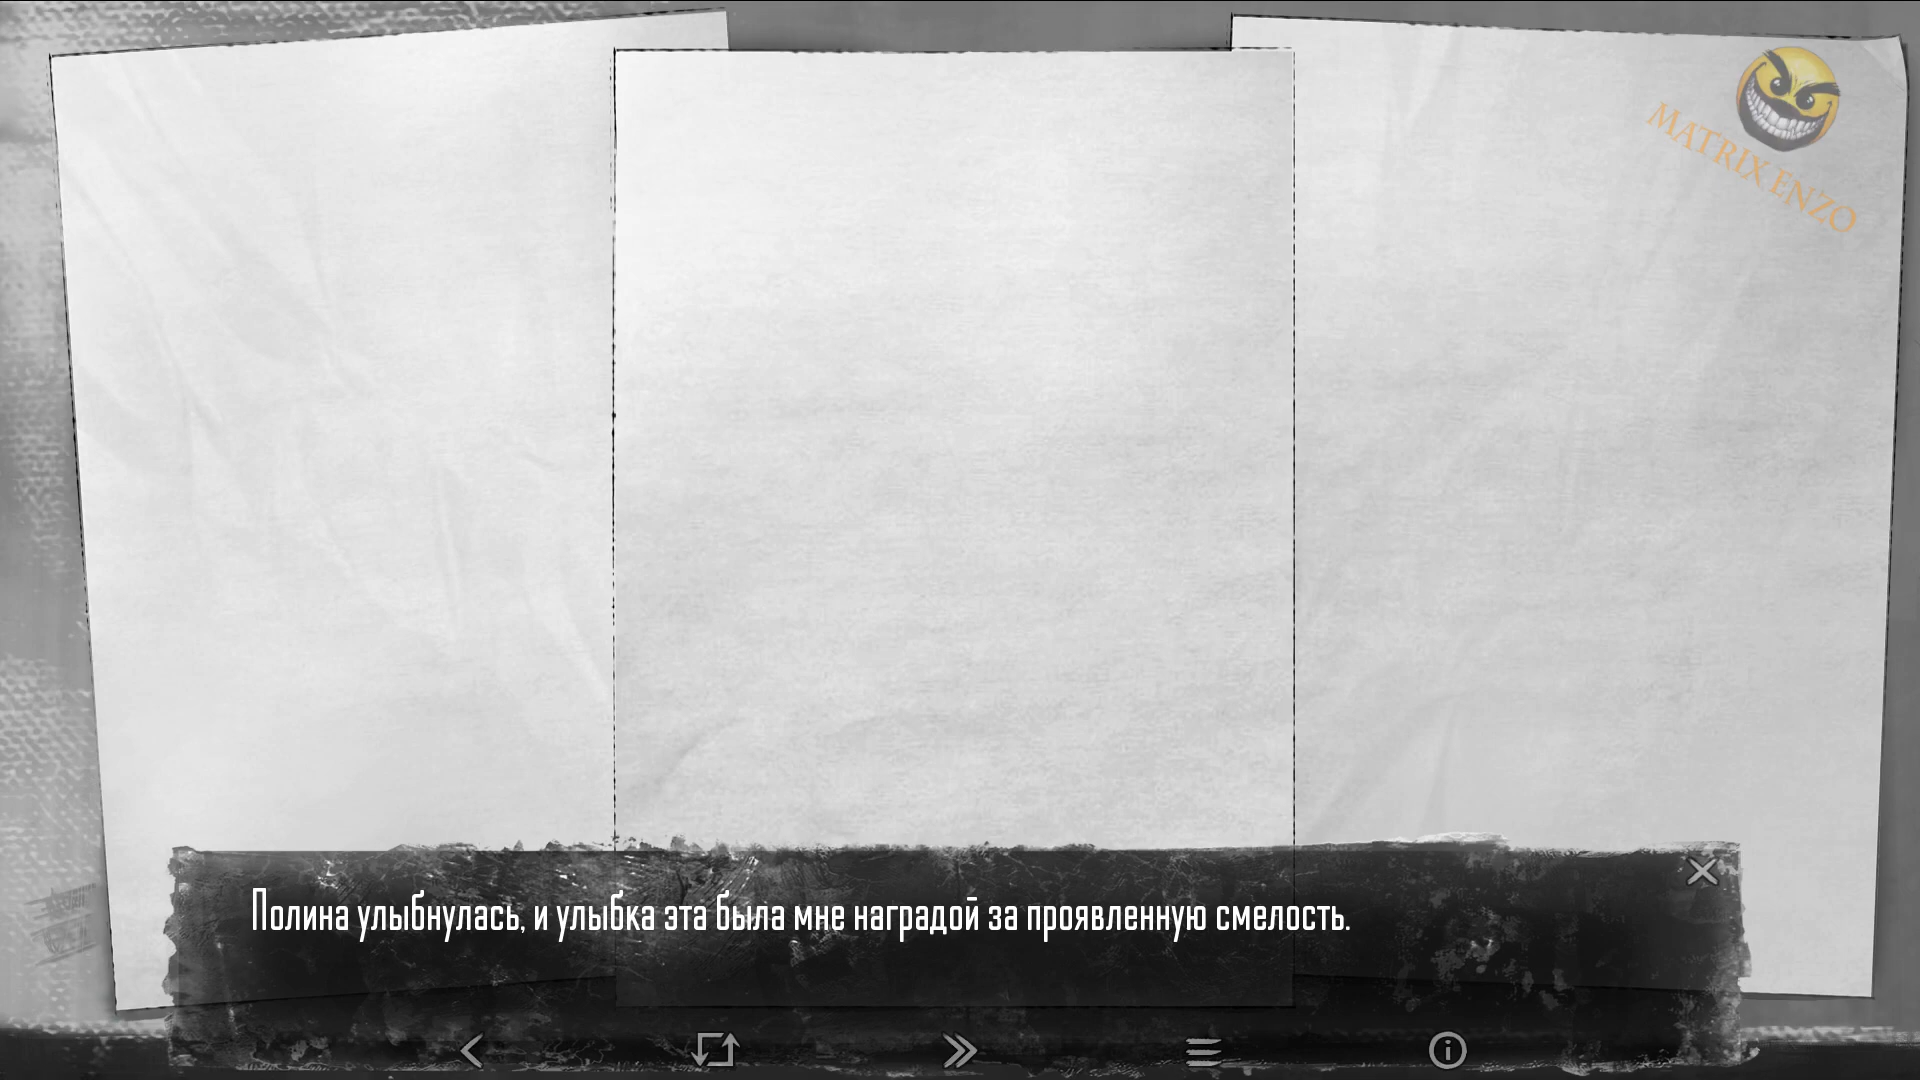 MATRIX ENZO
Полина улыбнулась, и улыбка эта была мне наградой за проявленную смелость.